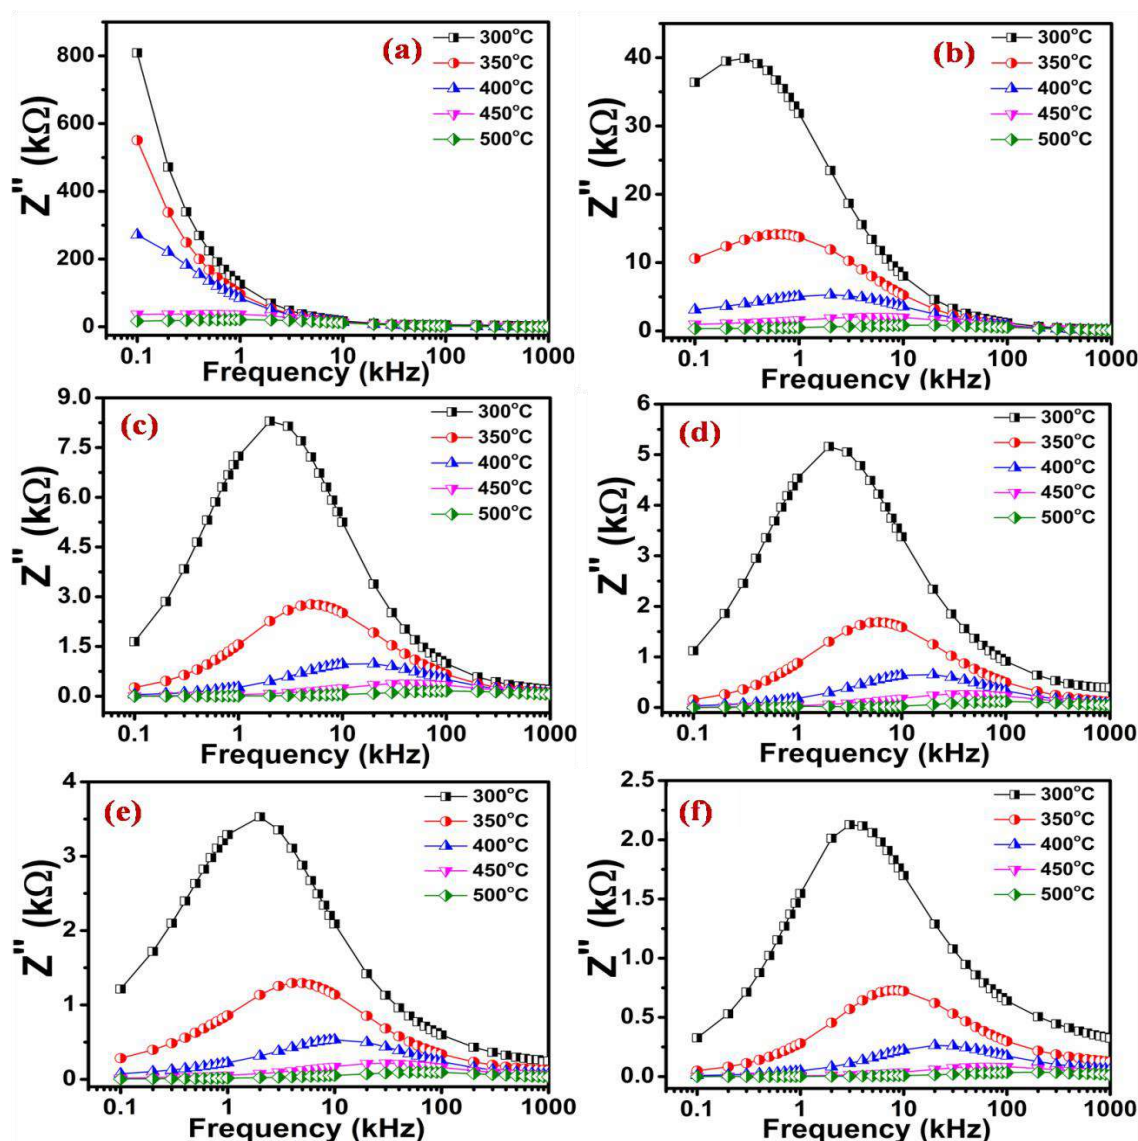 (a)
300°C
350°C
400°C
450°C
500°C
800
600
400
200
0
Z" (kΩ)
0.1 1 10 100 1000
Frequency (kHz)
(b)
300°C
350°C
400°C
450°C
500°C
40
30
20
10
0
Z" (kΩ)
0.1 1 10 100 1000
Frequency (kHz)
(c)
300°C
350°C
400°C
450°C
500°C
9.0
7.5
6.0
4.5
3.0
1.5
0.0
Z" (kΩ)
0.1 1 10 100 1000
Frequency (kHz)
(d)
300°C
350°C
400°C
450°C
500°C
6
5
4
3
2
1
0
Z" (kΩ)
0.1 1 10 100 1000
Frequency (kHz)
(e)
300°C
350°C
400°C
450°C
500°C
4
3
2
1
0
Z" (kΩ)
0.1 1 10 100 1000
Frequency (kHz)
(f)
300°C
350°C
400°C
450°C
500°C
2.5
2.0
1.5
1.0
0.5
0.0
Z" (kΩ)
0.1 1 10 100 1000
Frequency (kHz)